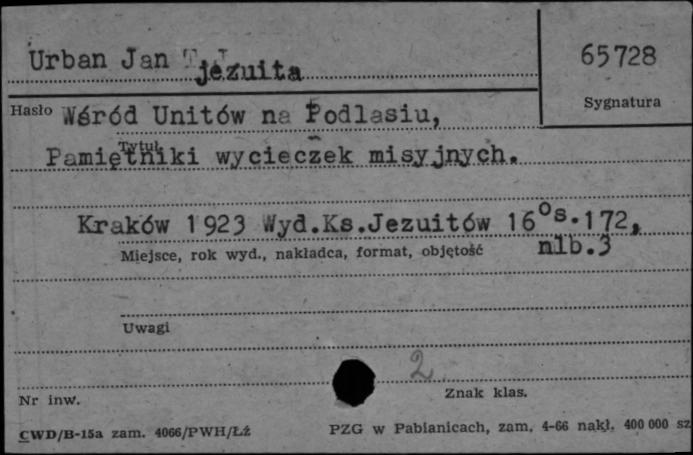 Urban Jan T.J.
jezuita
65728
Sygnatura
Hasło
Wśród Unitów na Podlasiu,
Tytuł
Pamiętniki wycieczek misyjnych.
Kraków 1923 Wyd.Ks.Jezuitów 16°s.172,
nlb.3
Miejsce, rok wyd., nakładca, format, objętość
Uwagi
2
Nr inw.
Znak klas.
CWD/B-15a zam. 4066/PWH/Łź
PZG w Pabianicach, zam. 4-66 nakł. 400 000 sz